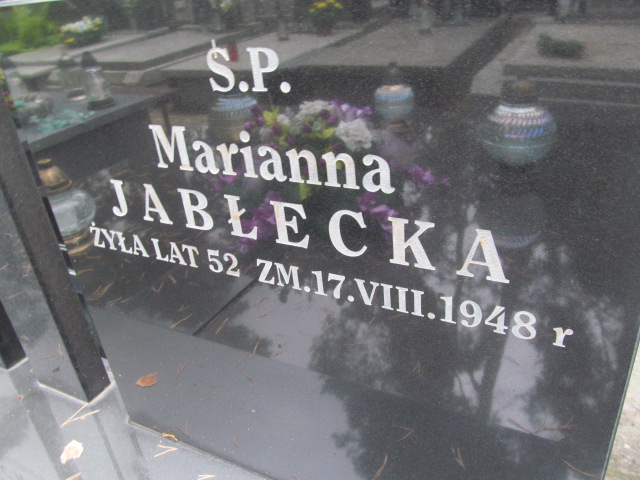 Ś.P.
Marianna
JABŁECKA
ŻYŁA LAT 52 ZM.17.VIII.1948 r